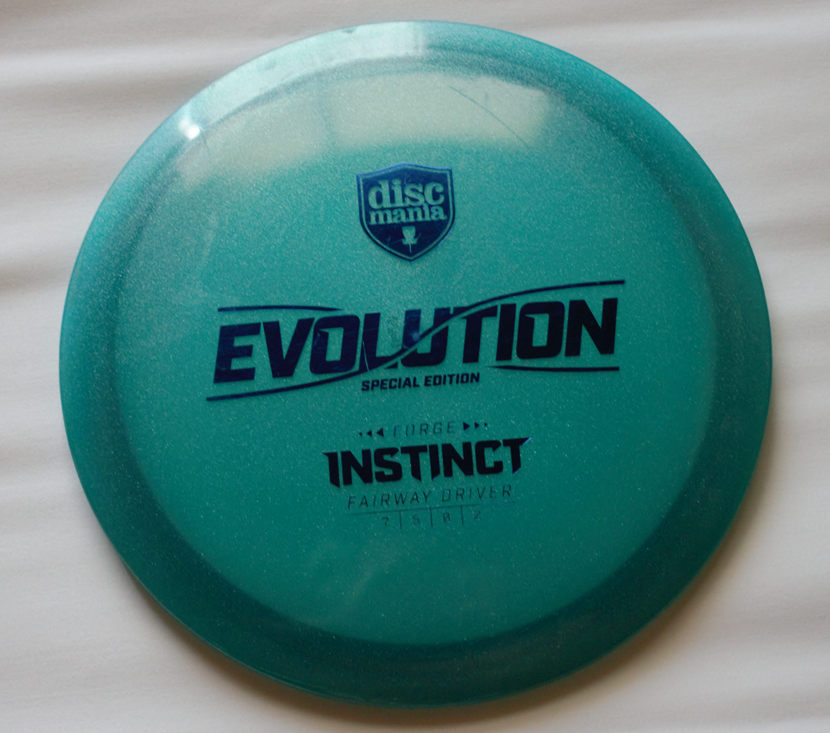 disc
mania
EVOLUTION
SPECIAL EDITION
FORGE
INSTINCT
FAIRWAY DRIVER
7 | 5 | 0 | 2